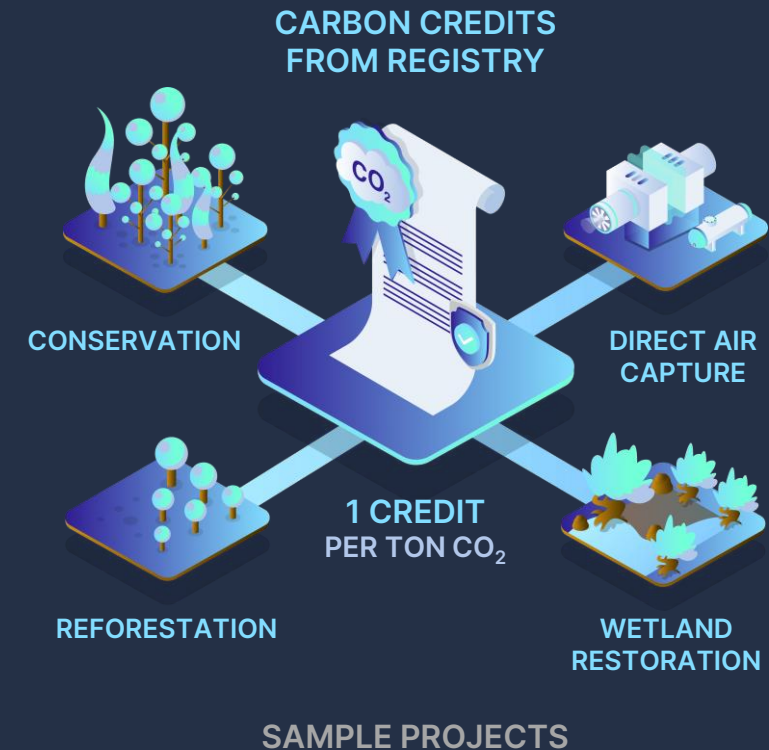 CARBON CREDITS
FROM REGISTRY
CO₂
CONSERVATION
DIRECT AIR
CAPTURE
1 CREDIT
PER TON CO₂
REFORESTATION
WETLAND
RESTORATION
SAMPLE PROJECTS